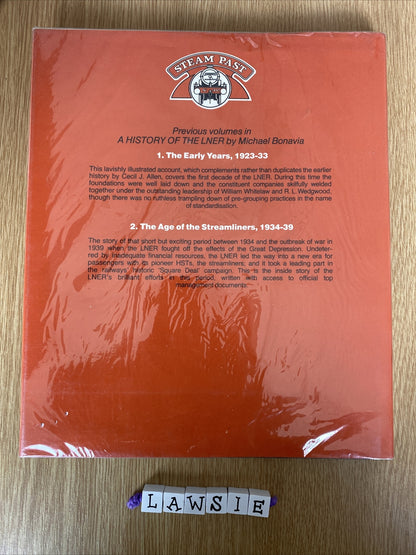 STEAM PAST
Previous volumes in
A HISTORY OF THE LNER by Michael Bonavia
1. The Early Years, 1923-33
This lavishly illustrated account, which complements rather than duplicates the earlier
history by Cecil J. Allen, covers the first decade of the LNER. During this time the
foundations were well laid down and the constituent companies skilfully welded
together under the outstanding leadership of William Whitelaw and R. L. Wedgwood,
though there was no ruthless trampling down of pre-grouping practices in the name
of standardisation.
2. The Age of the Streamliners, 1934-39
The story of that short but exciting period between 1934 and the outbreak of war in
1939 when the LNER fought off the effects of the Great Depression. Undeter-
red by inadequate financial resources, the LNER led the way into a new era for
passengers with its pioneer HSTs, the streamliners; and it took a leading part in
the railways' historic 'Square Deal' campaign. This is the inside story of the
LNER's brilliant efforts in this period, written with access to official top
management documents.
LAWSIE